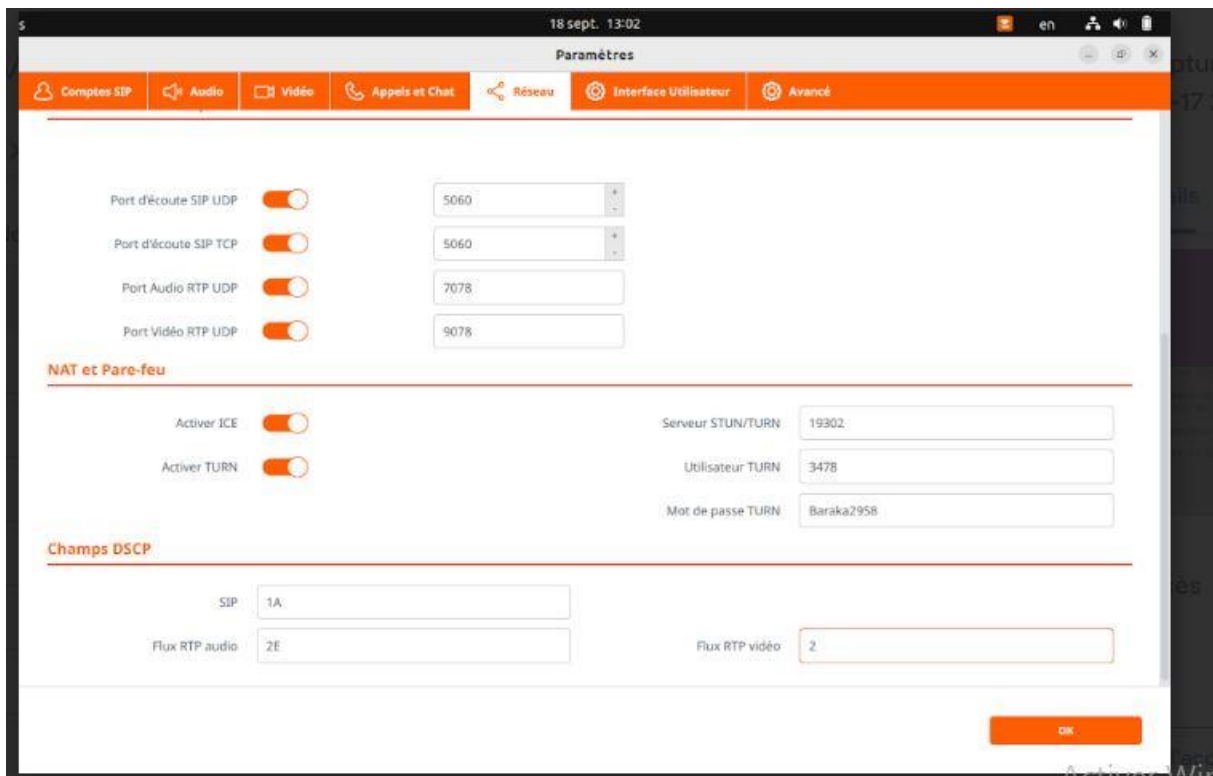 s 18 sept. 13:02 en
Paramètres
Comptes SIP Audio Vidéo Appels et Chat Réseau Interface Utilisateur Avancé
Port d'écoute SIP UDP 5060
Port d'écoute SIP TCP 5060
Port Audio RTP UDP 7078
Port Vidéo RTP UDP 9078
NAT et Pare-feu
Activer ICE Serveur STUN/TURN 19302
Activer TURN Utilisateur TURN 3478
Mot de passe TURN Baraka2958
Champs DSCP
SIP 1A
Flux RTP audio 2E Flux RTP vidéo 2
OK